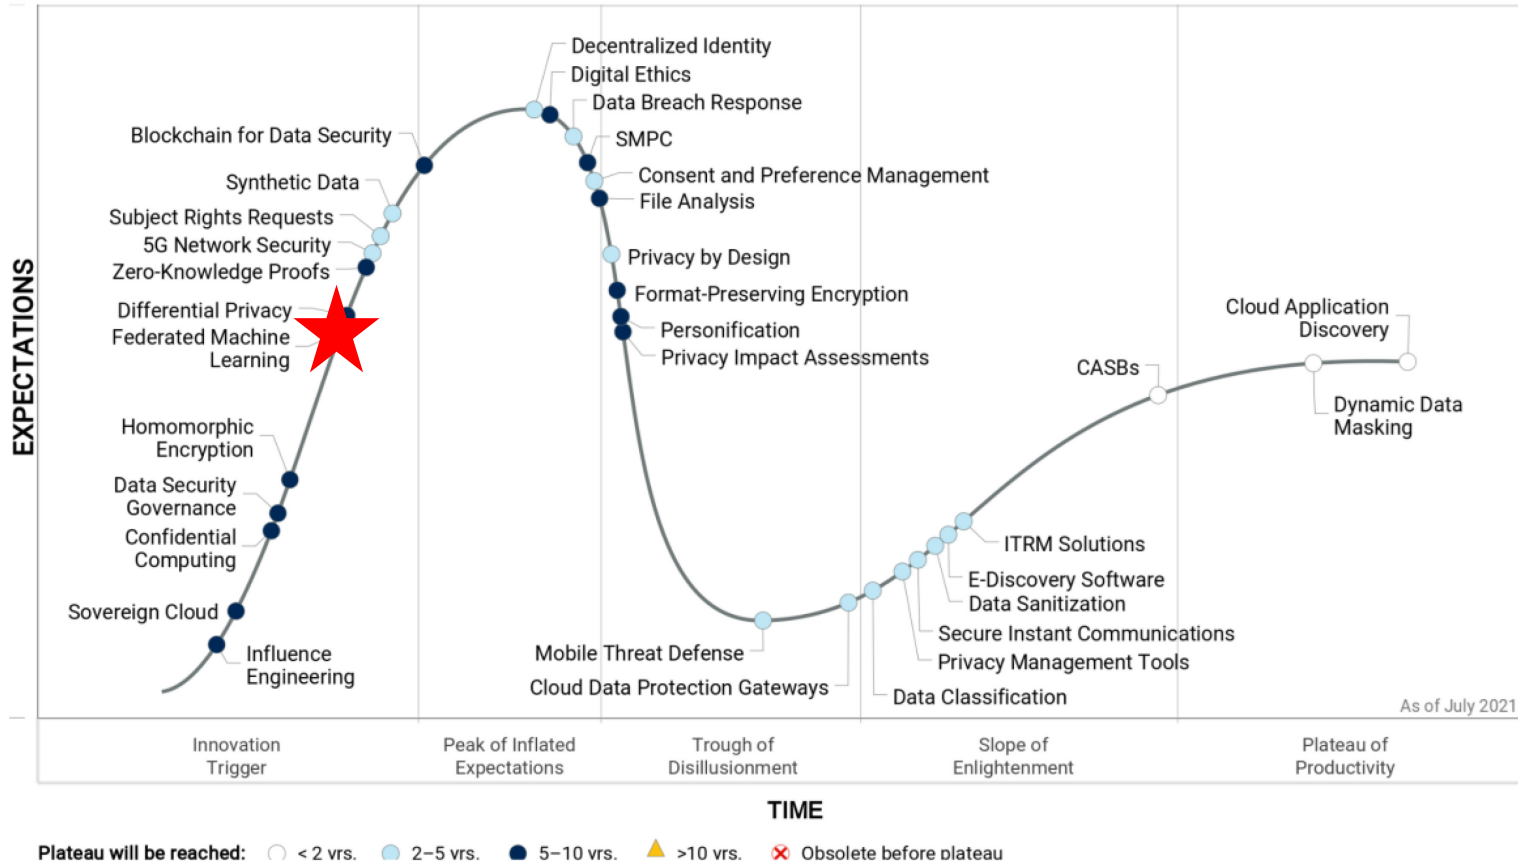 Decentralized Identity
Digital Ethics
Data Breach Response
Blockchain for Data Security
SMPC
Synthetic Data
Consent and Preference Management
File Analysis
Subject Rights Requests
5G Network Security
Zero-Knowledge Proofs
Privacy by Design
Format-Preserving Encryption
Differential Privacy
Federated Machine
Learning
Personification
Privacy Impact Assessments
Cloud Application
Discovery
CASBs
Dynamic Data
Masking
EXPECTATIONS
Homomorphic
Encryption
Data Security
Governance
Confidential
Computing
Sovereign Cloud
Influence
Engineering
ITRM Solutions
E-Discovery Software
Data Sanitization
Secure Instant Communications
Privacy Management Tools
Mobile Threat Defense
Cloud Data Protection Gateways
Data Classification
As of July 2021
Innovation
Trigger
Peak of Inflated
Expectations
Trough of
Disillusionment
Slope of
Enlightenment
Plateau of
Productivity
TIME
Plateau will be reached: < 2 yrs. 2–5 yrs. 5–10 yrs. >10 yrs. Obsolete before plateau